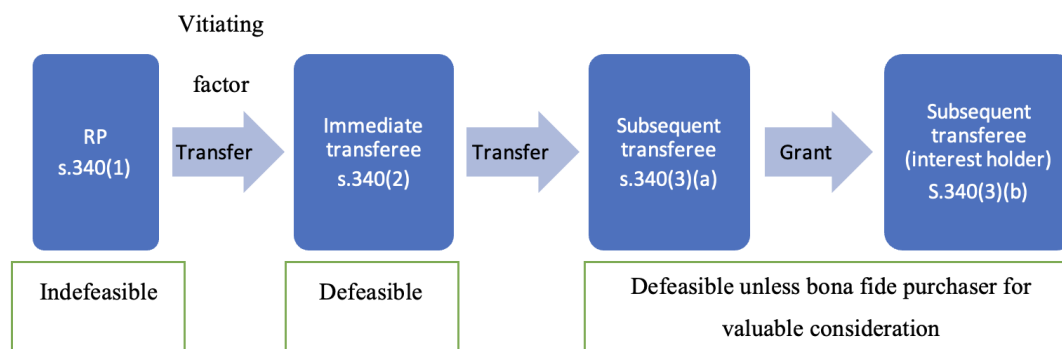 Vitiating
factor
RP
s.340(1)
Transfer
Immediate
transferee
s.340(2)
Transfer
Subsequent
transferee
s.340(3)(a)
Grant
Subsequent
transferee
(interest holder)
S.340(3)(b)
Indefeasible
Defeasible
Defeasible unless bona fide purchaser for
valuable consideration